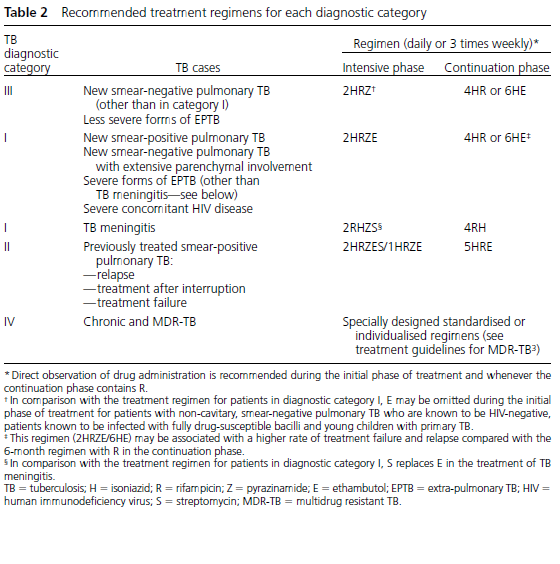 Table 2 Recommended treatment regimens for each diagnostic category
TB diagnostic category
TB cases
Regimen (daily or 3 times weekly)*
Intensive phase Continuation phase
III New smear-negative pulmonary TB 2HRZ† 4HR or 6HE
(other than in category I)
Less severe forms of EPTB
I New smear-positive pulmonary TB 2HRZE 4HR or 6HE‡
New smear-negative pulmonary TB
with extensive parenchymal involvement
Severe forms of EPTB (other than
TB meningitis—see below)
Severe concomitant HIV disease
I TB meningitis 2RHZS§ 4RH
II Previously treated smear-positive 2HRZES/1HRZE 5HRE
pulmonary TB:
—relapse
—treatment after interruption
—treatment failure
IV Chronic and MDR-TB Specially designed standardised or
individualised regimens (see
treatment guidelines for MDR-TB³)
* Direct observation of drug administration is recommended during the initial phase of treatment and whenever the
continuation phase contains R.
† In comparison with the treatment regimen for patients in diagnostic category I, E may be omitted during the initial
phase of treatment for patients with non-cavitary, smear-negative pulmonary TB who are known to be HIV-negative,
patients known to be infected with fully drug-susceptible bacilli and young children with primary TB.
‡ This regimen (2HRZE/6HE) may be associated with a higher rate of treatment failure and relapse compared with the
6-month regimen with R in the continuation phase.
§ In comparison with the treatment regimen for patients in diagnostic category I, S replaces E in the treatment of TB
meningitis.
TB = tuberculosis; H = isoniazid; R = rifampicin; Z = pyrazinamide; E = ethambutol; EPTB = extra-pulmonary TB; HIV =
human immunodeficiency virus; S = streptomycin; MDR-TB = multidrug resistant TB.